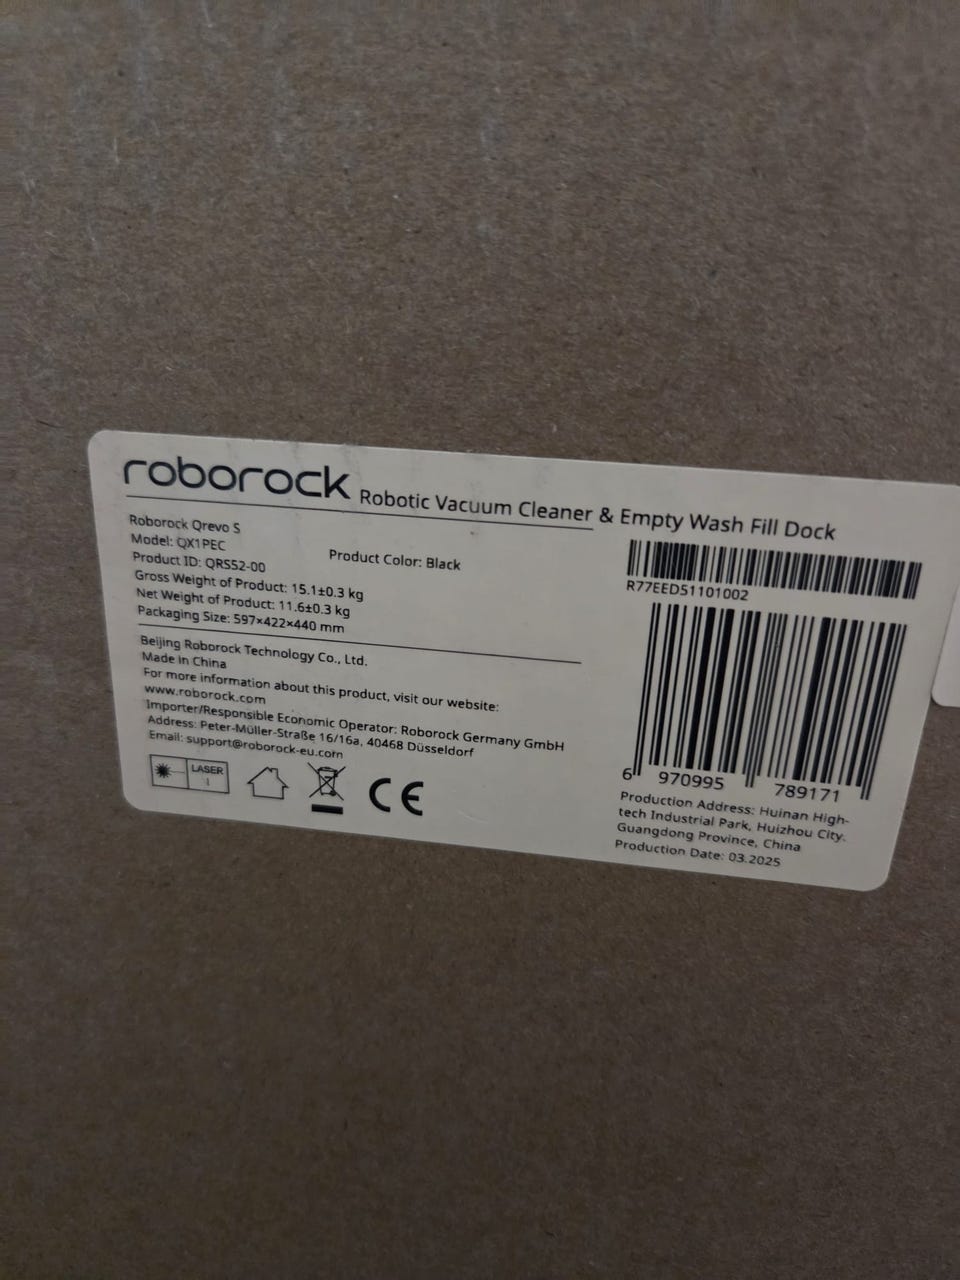 roborock Robotic Vacuum Cleaner & Empty Wash Fill Dock
Roborock Qrevo S
Model: QX1PEC
Product ID: QRS52-00
Product Color: Black
Gross Weight of Product: 15.1±0.3 kg
Net Weight of Product: 11.6±0.3 kg
Packaging Size: 597×422×440 mm
Beijing Roborock Technology Co., Ltd.
Made in China
For more information about this product, visit our website:
www.roborock.com
Importer/Responsible Economic Operator: Roborock Germany GmbH
Address: Peter-Müller-Straße 16/16a, 40468 Düsseldorf
Email: support@roborock-eu.com
LASER
I
CE
R77EED51101002
6 970995 789171
Production Address: Huinan High-
tech Industrial Park, Huizhou City.
Guangdong Province, China
Production Date: 03.2025